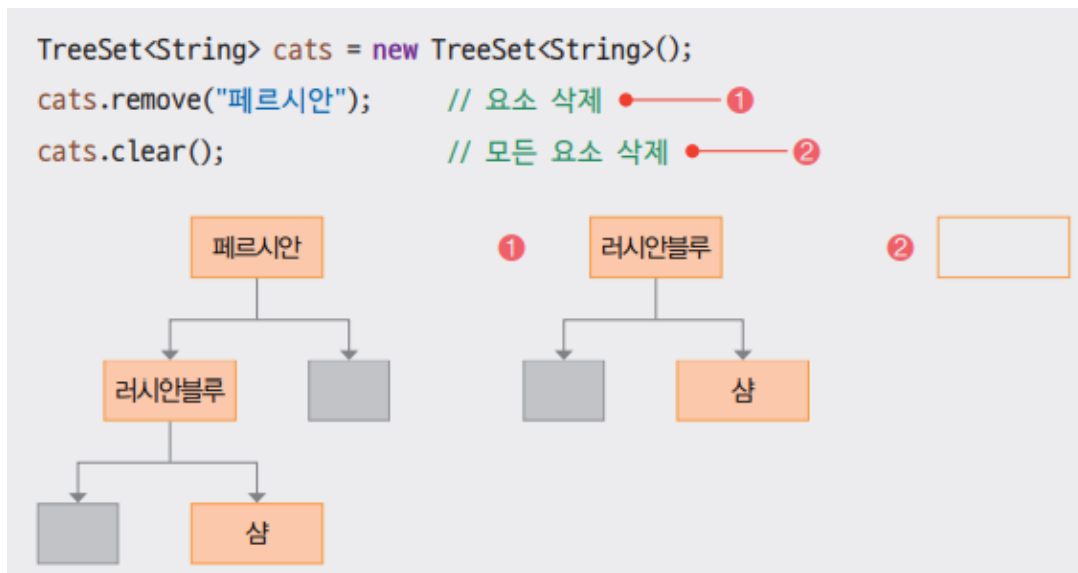 TreeSet<String> cats = new TreeSet<String>();
cats.remove("페르시안"); // 요소 삭제 ❶
cats.clear(); // 모든 요소 삭제 ❷
페르시안 ❶ 러시안블루 ❷
러시안블루 샴
샴